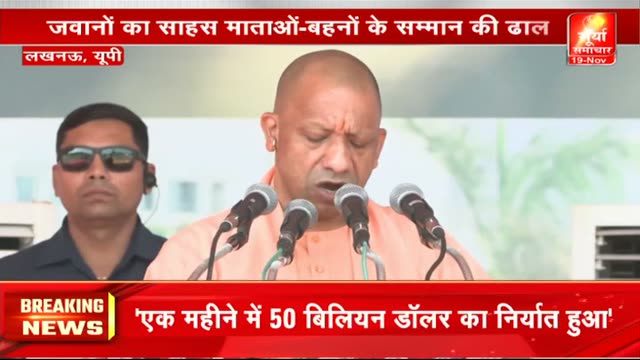 जवानों का साहस माताओं-बहनों के सम्मान की ढाल
सूर्या
समाचार
19-Nov
लखनऊ, यूपी
BREAKING
NEWS
'एक महीने में 50 बिलियन डॉलर का निर्यात हुआ'